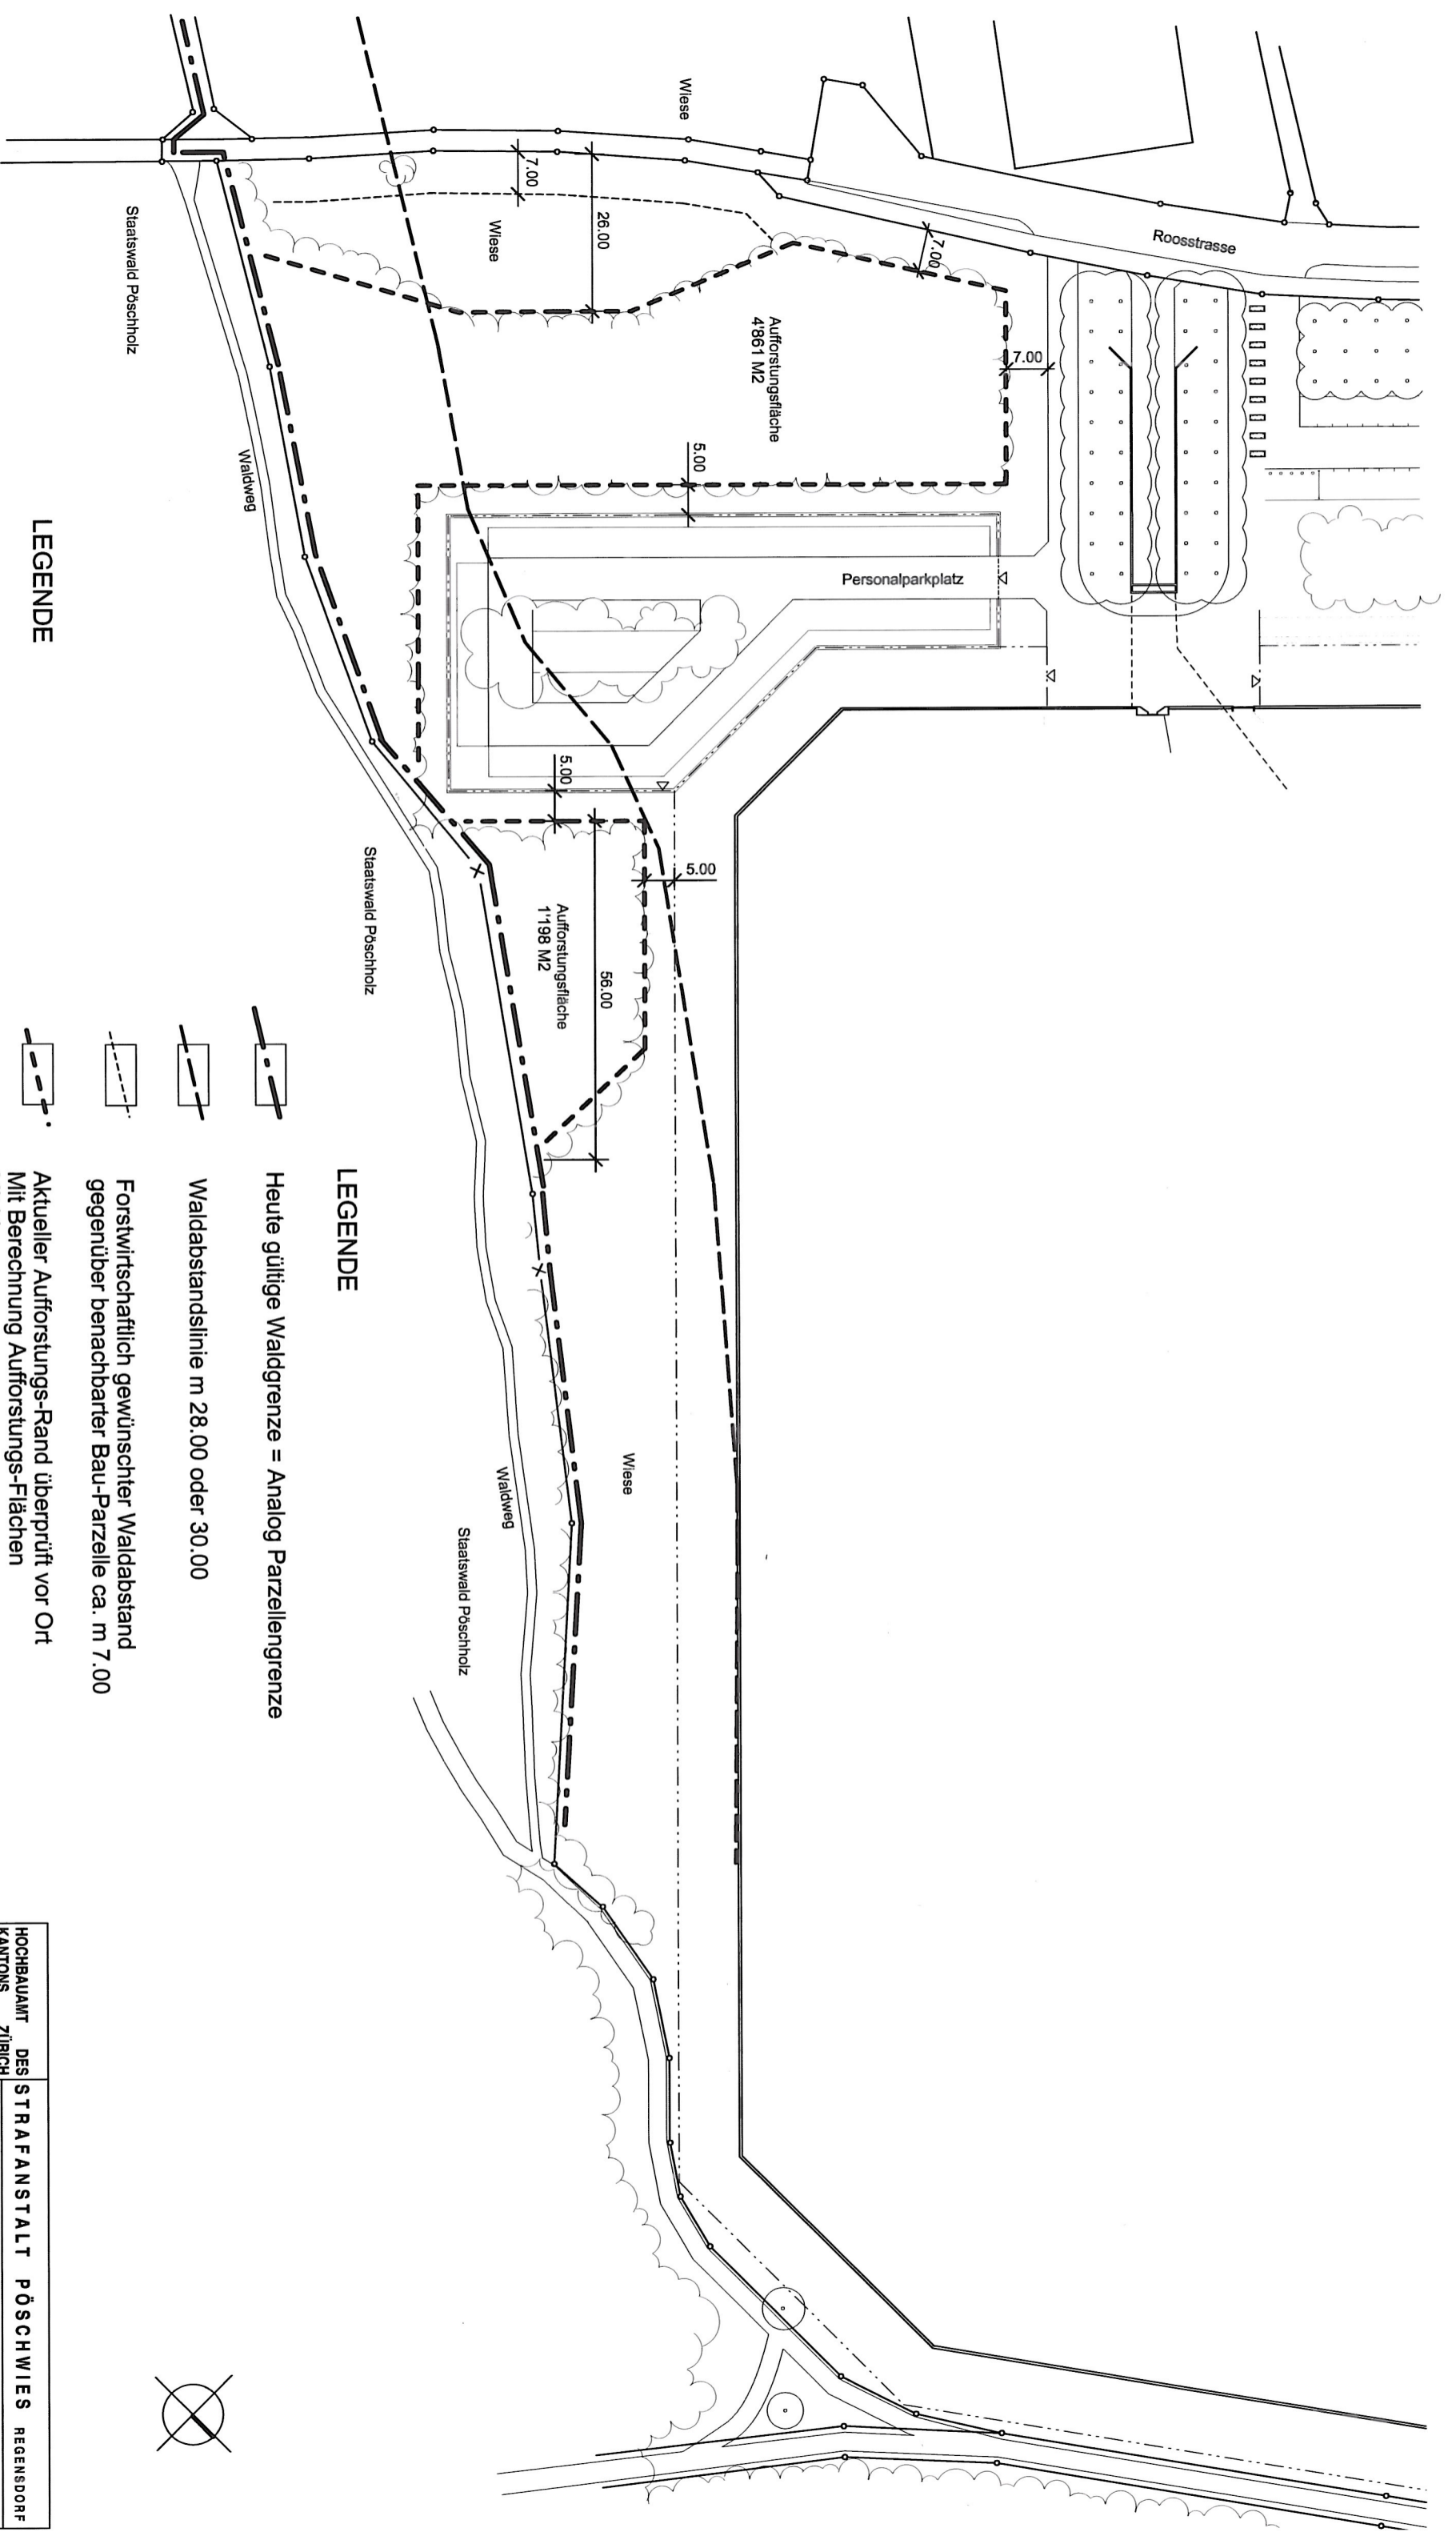 Wiese
Roosstrasse
7.00
26.00
7.00
Wiese
Aufforstungsfläche
4'861 M2
7.00
5.00
Personalparkplatz
Staatswald Pöschholz
Waldweg
5.00
5.00
Aufforstungsfläche
1'198 M2
56.00
Staatswald Pöschholz
Wiese
Waldweg
Staatswald Pöschholz
LEGENDE
LEGENDE
Heute gültige Waldgrenze = Analog Parzellengrenze
Waldabstandslinie m 28.00 oder 30.00
Forstwirtschaftlich gewünschter Waldabstand
gegenüber benachbarter Bau-Parzelle ca. m 7.00
Aktueller Aufforstungs-Rand überprüft vor Ort
Mit Berechnung Aufforstungs-Flächen
HOCHBAUAMT DES
KANTONS ZÜRICH
STRAFANSTALT PÖSCHWIES REGENSDORF